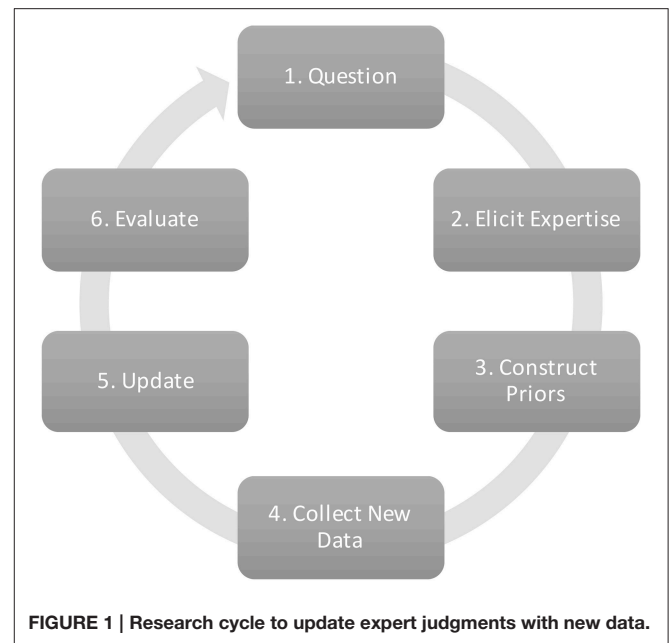 1. Question
2. Elicit Expertise
3. Construct
Priors
4. Collect New
Data
5. Update
6. Evaluate
FIGURE 1 | Research cycle to update expert judgments with new data.